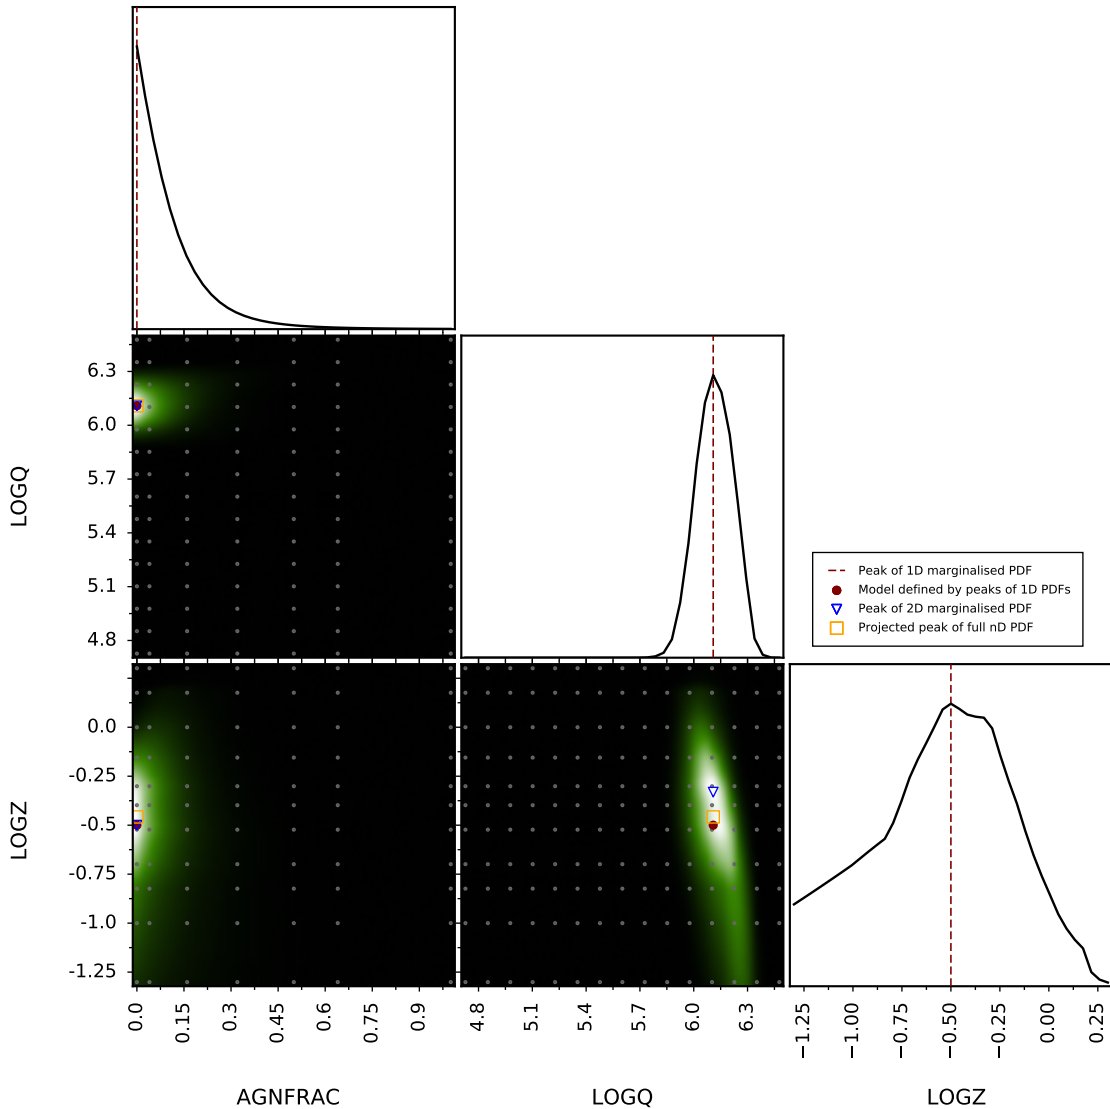 6.3
6.0
5.7
5.4
5.1
4.8
LOGQ
Peak of 1D marginalised PDF
Model defined by peaks of 1D PDFs
Peak of 2D marginalised PDF
Projected peak of full nD PDF
0.0
-0.25
-0.5
-0.75
-1.0
-1.25
LOGZ
0.0 0.15 0.3 0.45 0.6 0.75 0.9
4.8 5.1 5.4 5.7 6.0 6.3
−1.25 −1.00 −0.75 −0.50 −0.25 0.00 0.25
AGNFRAC LOGQ LOGZ